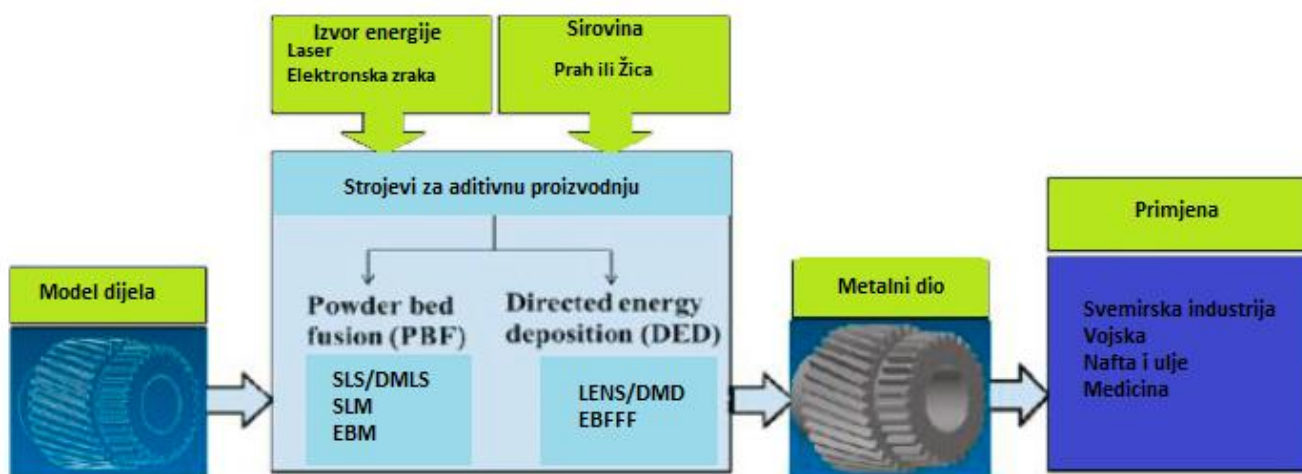 Izvor energije
Laser
Elektronska zraka
Sirovina
Prah ili Žica
Strojevi za aditivnu proizvodnju
Model dijela
Powder bed
fusion (PBF)
SLS/DMLS
SLM
EBM
Directed energy
deposition (DED)
LENS/DMD
EBFFF
Metalni dio
Primjena
Svemirska industrija
Vojska
Nafta i ulje
Medicina